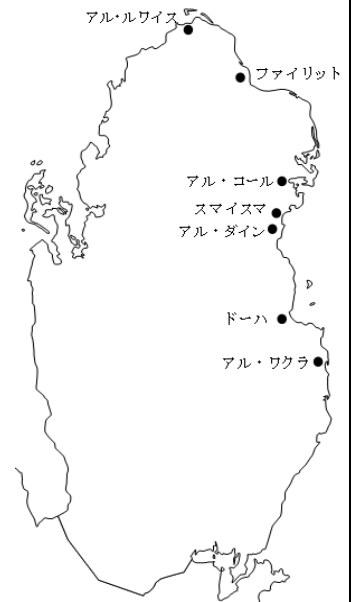 アル・ルワイス
ファイリット
アル・コール
スマイスマ
アル・ダイン
ドーハ
アル・ワクラ